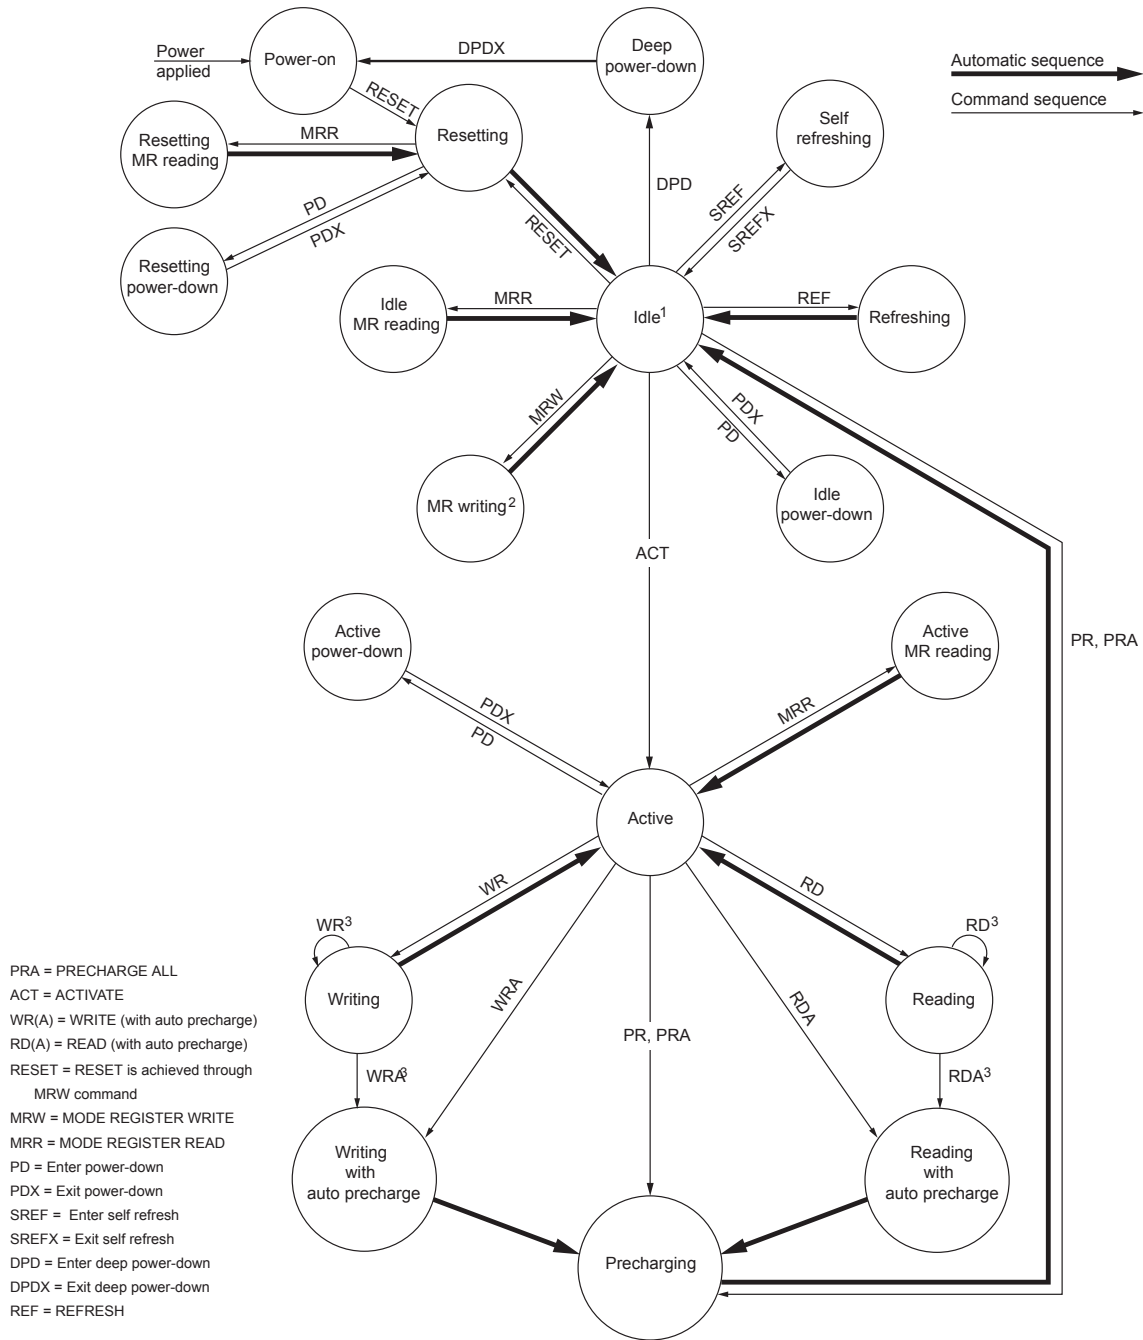 Power
applied
Power-on
DPDX
Deep
power-down
Automatic sequence
Command sequence
RESET
Resetting
MR reading
MRR
Resetting
Self
refreshing
DPD
SREF
SREFX
PD
PDX
RESET
Resetting
power-down
Idle
MR reading
MRR
Idle1
REF
Refreshing
MRW
PDX
PD
MR writing2
Idle
power-down
ACT
Active
power-down
Active
MR reading
PR, PRA
PDX
PD
MRR
Active
WR
RD
WR3
RD3
Writing
WRA
PR, PRA
RDA
Reading
WRA3
RDA3
Writing
with
auto precharge
Reading
with
auto precharge
Precharging
PRA = PRECHARGE ALL
ACT = ACTIVATE
WR(A) = WRITE (with auto precharge)
RD(A) = READ (with auto precharge)
RESET = RESET is achieved through
MRW command
MRW = MODE REGISTER WRITE
MRR = MODE REGISTER READ
PD = Enter power-down
PDX = Exit power-down
SREF = Enter self refresh
SREFX = Exit self refresh
DPD = Enter deep power-down
DPDX = Exit deep power-down
REF = REFRESH